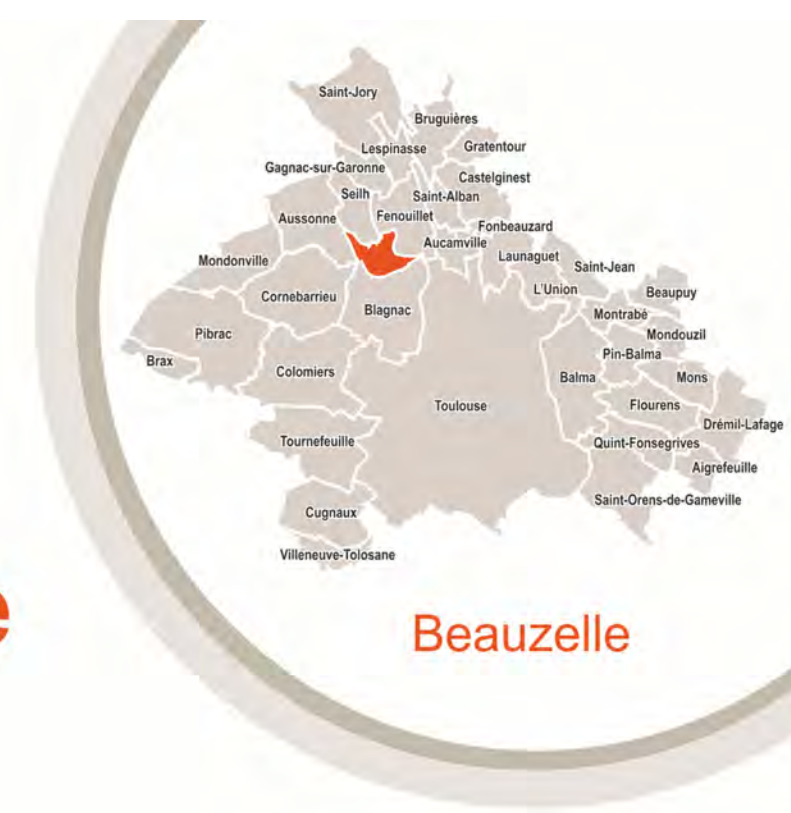 Saint-Jory
Bruguières
Lespinasse
Gratentour
Gagnac-sur-Garonne
Castelginest
Seilh
Saint-Alban
Aussonne
Fenouillet
Fonbeauzard
Aucamville
Launaguet
Mondonville
Saint-Jean
L'Union
Cornebarrieu
Beaupuy
Blagnac
Montrabé
Pibrac
Mondouzil
Pin-Balma
Brax
Colomiers
Balma
Mons
Toulouse
Flourens
Drémil-Lafage
Tournefeuille
Quint-Fonsegrives
Aigrefeuille
Saint-Orens-de-Gameville
Cugnaux
Villeneuve-Tolosane
e
Beauzelle